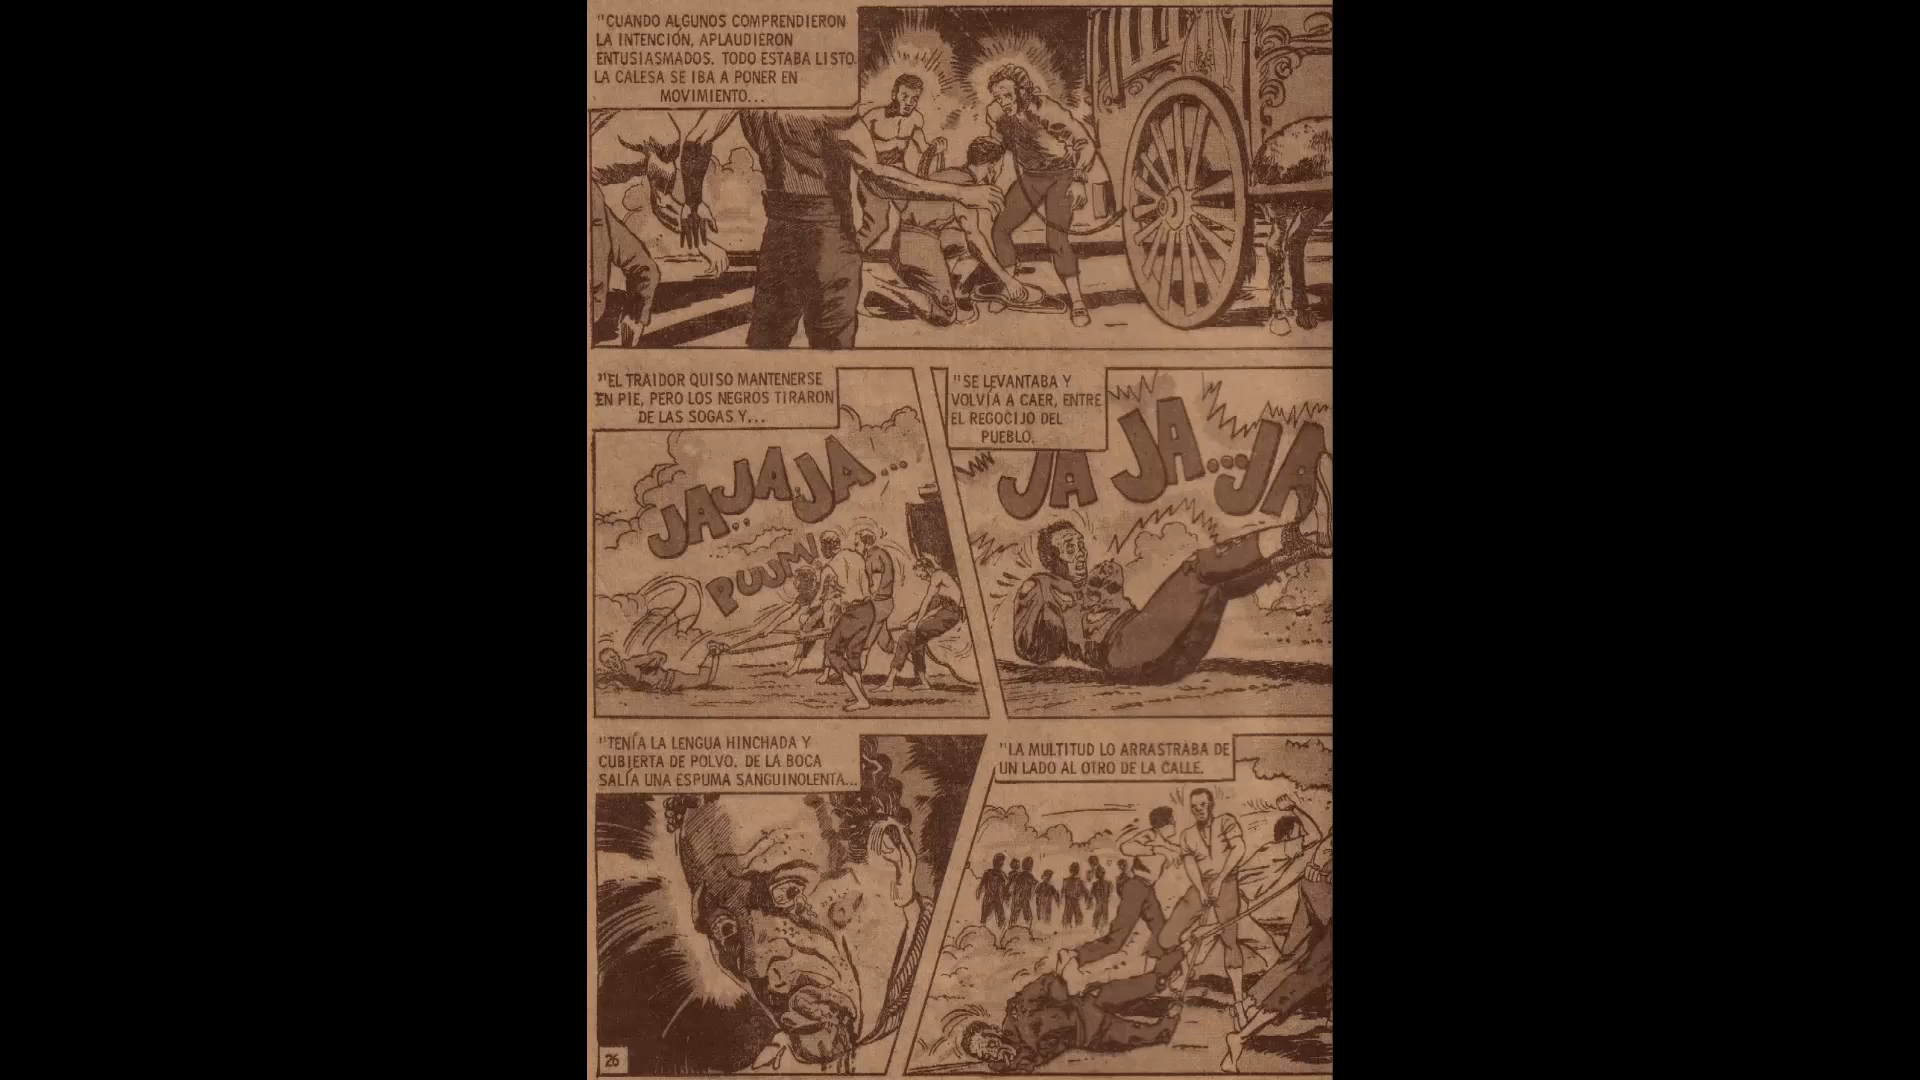 "CUANDO ALGUNOS COMPRENDIERON
LA INTENCIÓN, APLAUDIERON
ENTUSIASMADOS. TODO ESTABA LISTO.
LA CALESA SE IBA A PONER EN
MOVIMIENTO...
"EL TRAIDOR QUISO MANTENERSE
EN PIE, PERO LOS NEGROS TIRARON
DE LAS SOGAS Y...
JA..JA.JA...
PUUM!
"SE LEVANTABA Y
VOLVÍA A CAER, ENTRE
EL REGOCIJO DEL
PUEBLO.
JA JA...JA
"TENÍA LA LENGUA HINCHADA Y
CUBIERTA DE POLVO. DE LA BOCA
SALÍA UNA ESPUMA SANGUINOLENTA...
"LA MULTITUD LO ARRASTRABA DE
UN LADO AL OTRO DE LA CALLE.
26